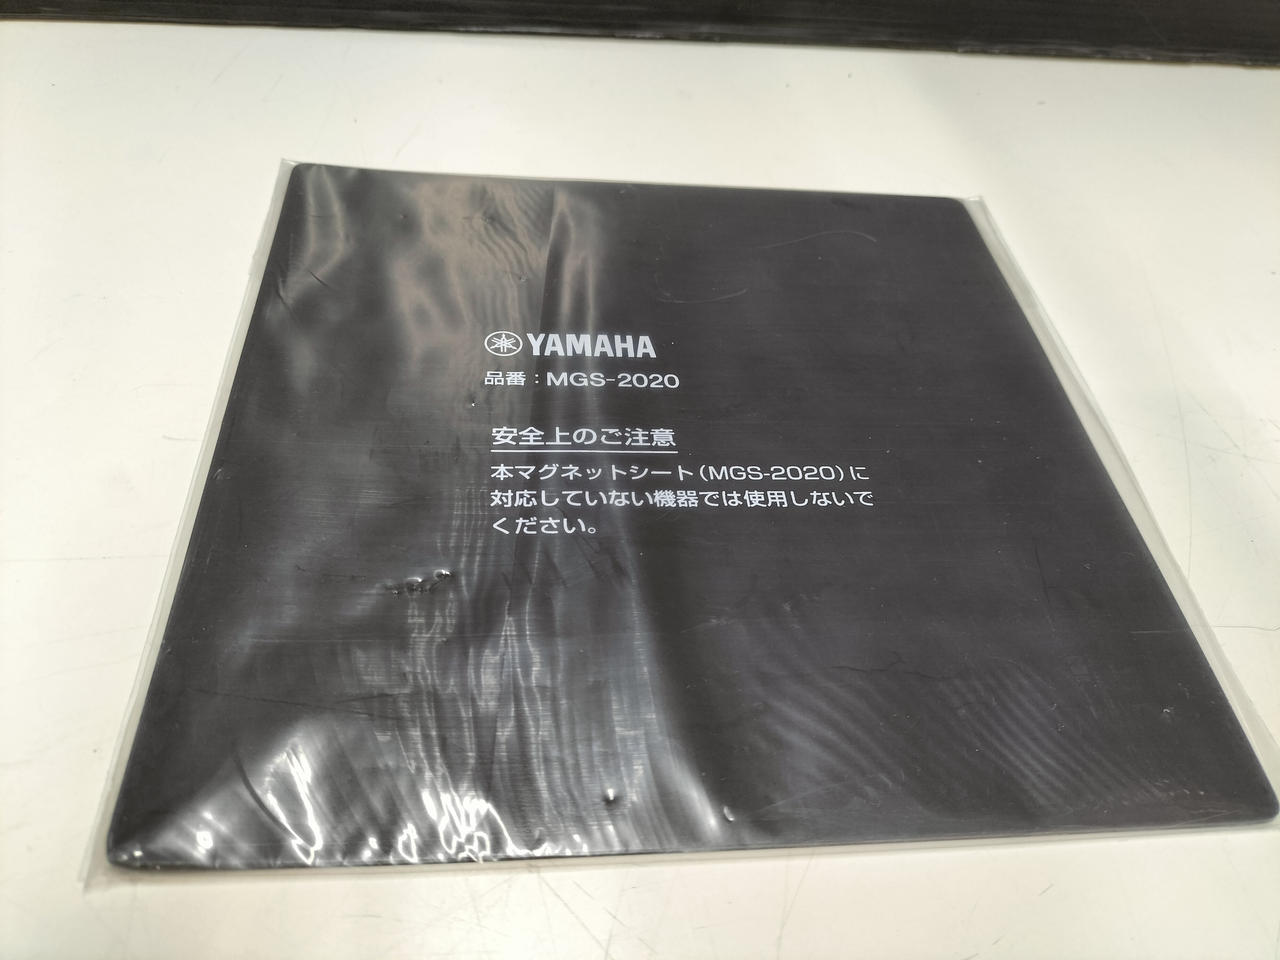 YAMAHA
品番：MGS-2020
安全上のご注意
本マグネットシート(MGS-2020)に
対応していない機器では使用しないで
ください。